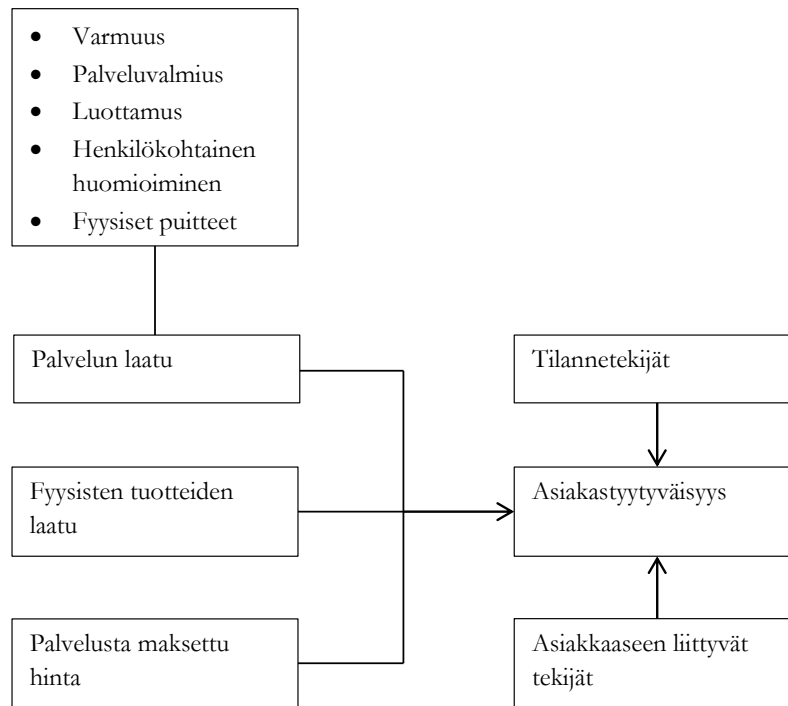 • Varmuus
• Palveluvalmius
• Luottamus
• Henkilökohtainen
huomioiminen
• Fyysiset puitteet
Palvelun laatu
Tilannetekijät
Fyysisten tuotteiden
laatu
Asiakastyytyväisyys
Palvelusta maksettu
hinta
Asiakkaaseen liittyvät
tekijät